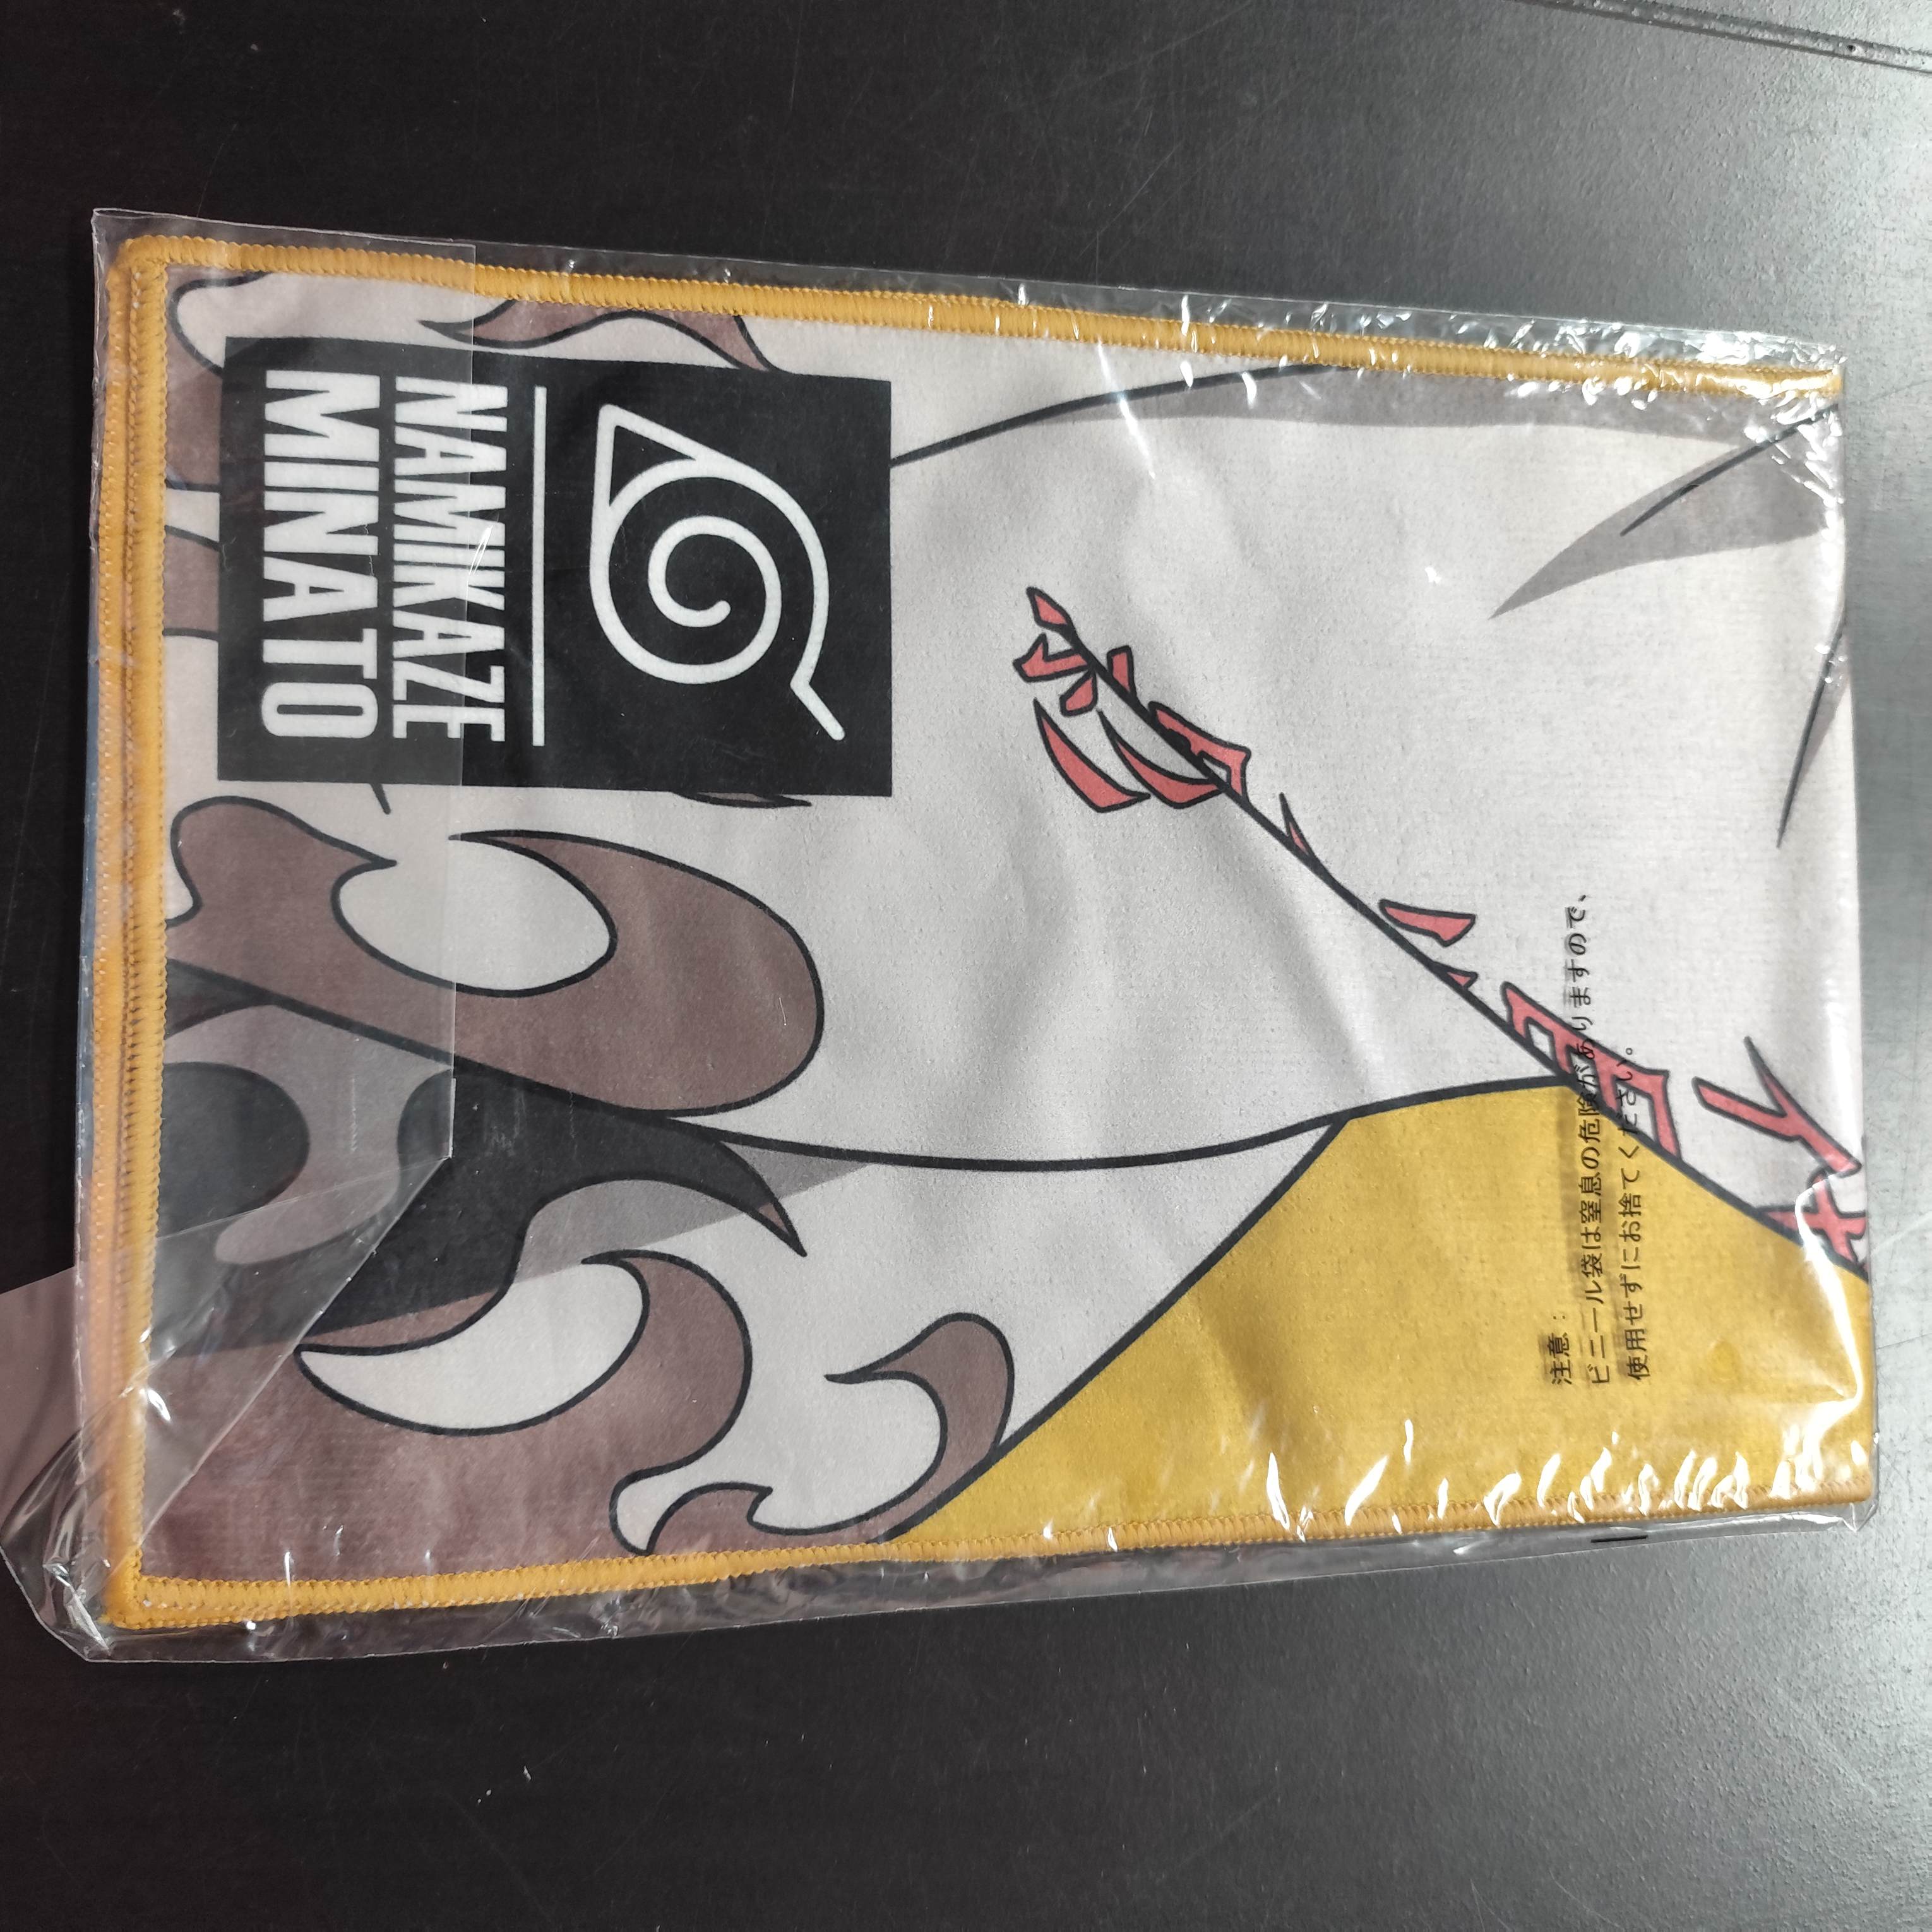 NAMIKAZE
MINATO
注意：
ビニール袋は窒息の危険がありますので、
使用せずにお捨てください。